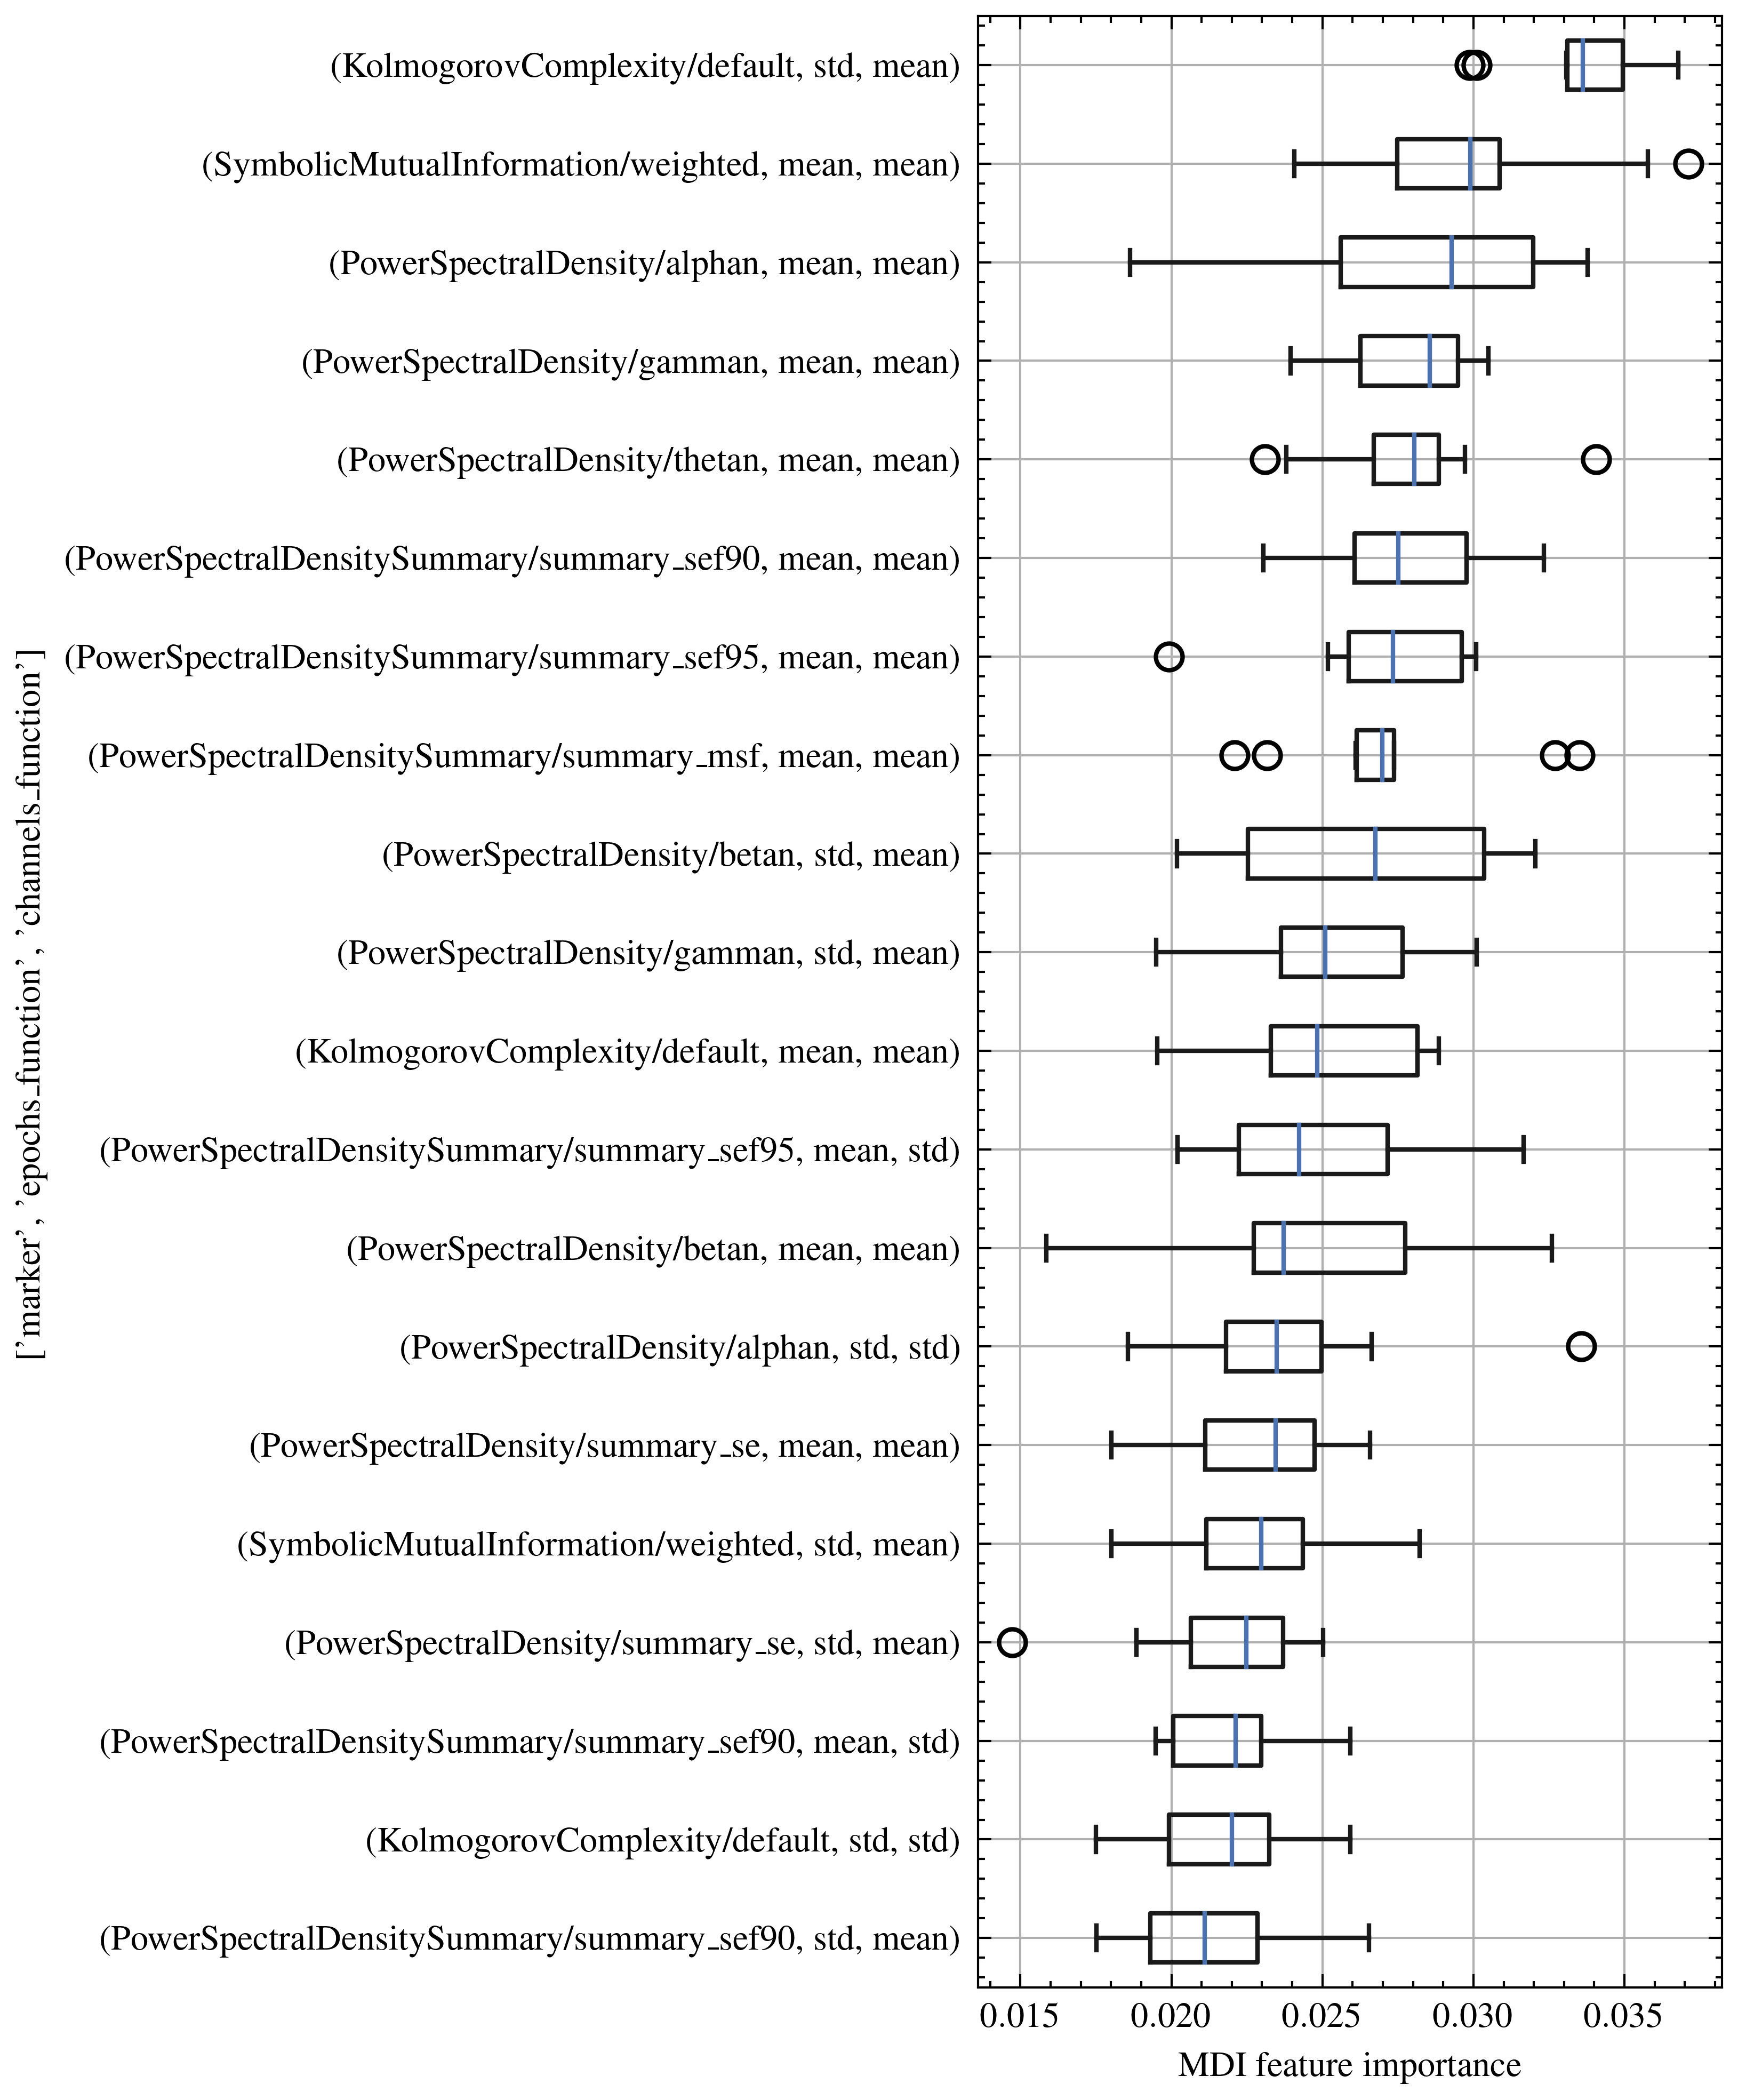 (KolmogorovComplexity/default, std, mean)
(SymbolicMutualInformation/weighted, mean, mean)
(PowerSpectralDensity/alphan, mean, mean)
(PowerSpectralDensity/gamman, mean, mean)
(PowerSpectralDensity/thetan, mean, mean)
(PowerSpectralDensitySummary/summary_sef90, mean, mean)
(PowerSpectralDensitySummary/summary_sef95, mean, mean)
(PowerSpectralDensitySummary/summary_msf, mean, mean)
(PowerSpectralDensity/betan, std, mean)
(PowerSpectralDensity/gamman, std, mean)
(KolmogorovComplexity/default, mean, mean)
(PowerSpectralDensitySummary/summary_sef95, mean, std)
(PowerSpectralDensity/betan, mean, mean)
(PowerSpectralDensity/alphan, std, std)
(PowerSpectralDensity/summary_se, mean, mean)
(SymbolicMutualInformation/weighted, std, mean)
(PowerSpectralDensity/summary_se, std, mean)
(PowerSpectralDensitySummary/summary_sef90, mean, std)
(KolmogorovComplexity/default, std, std)
(PowerSpectralDensitySummary/summary_sef90, std, mean)
['marker', 'epochs_function', 'channels_function']
0.015 0.020 0.025 0.030 0.035
MDI feature importance